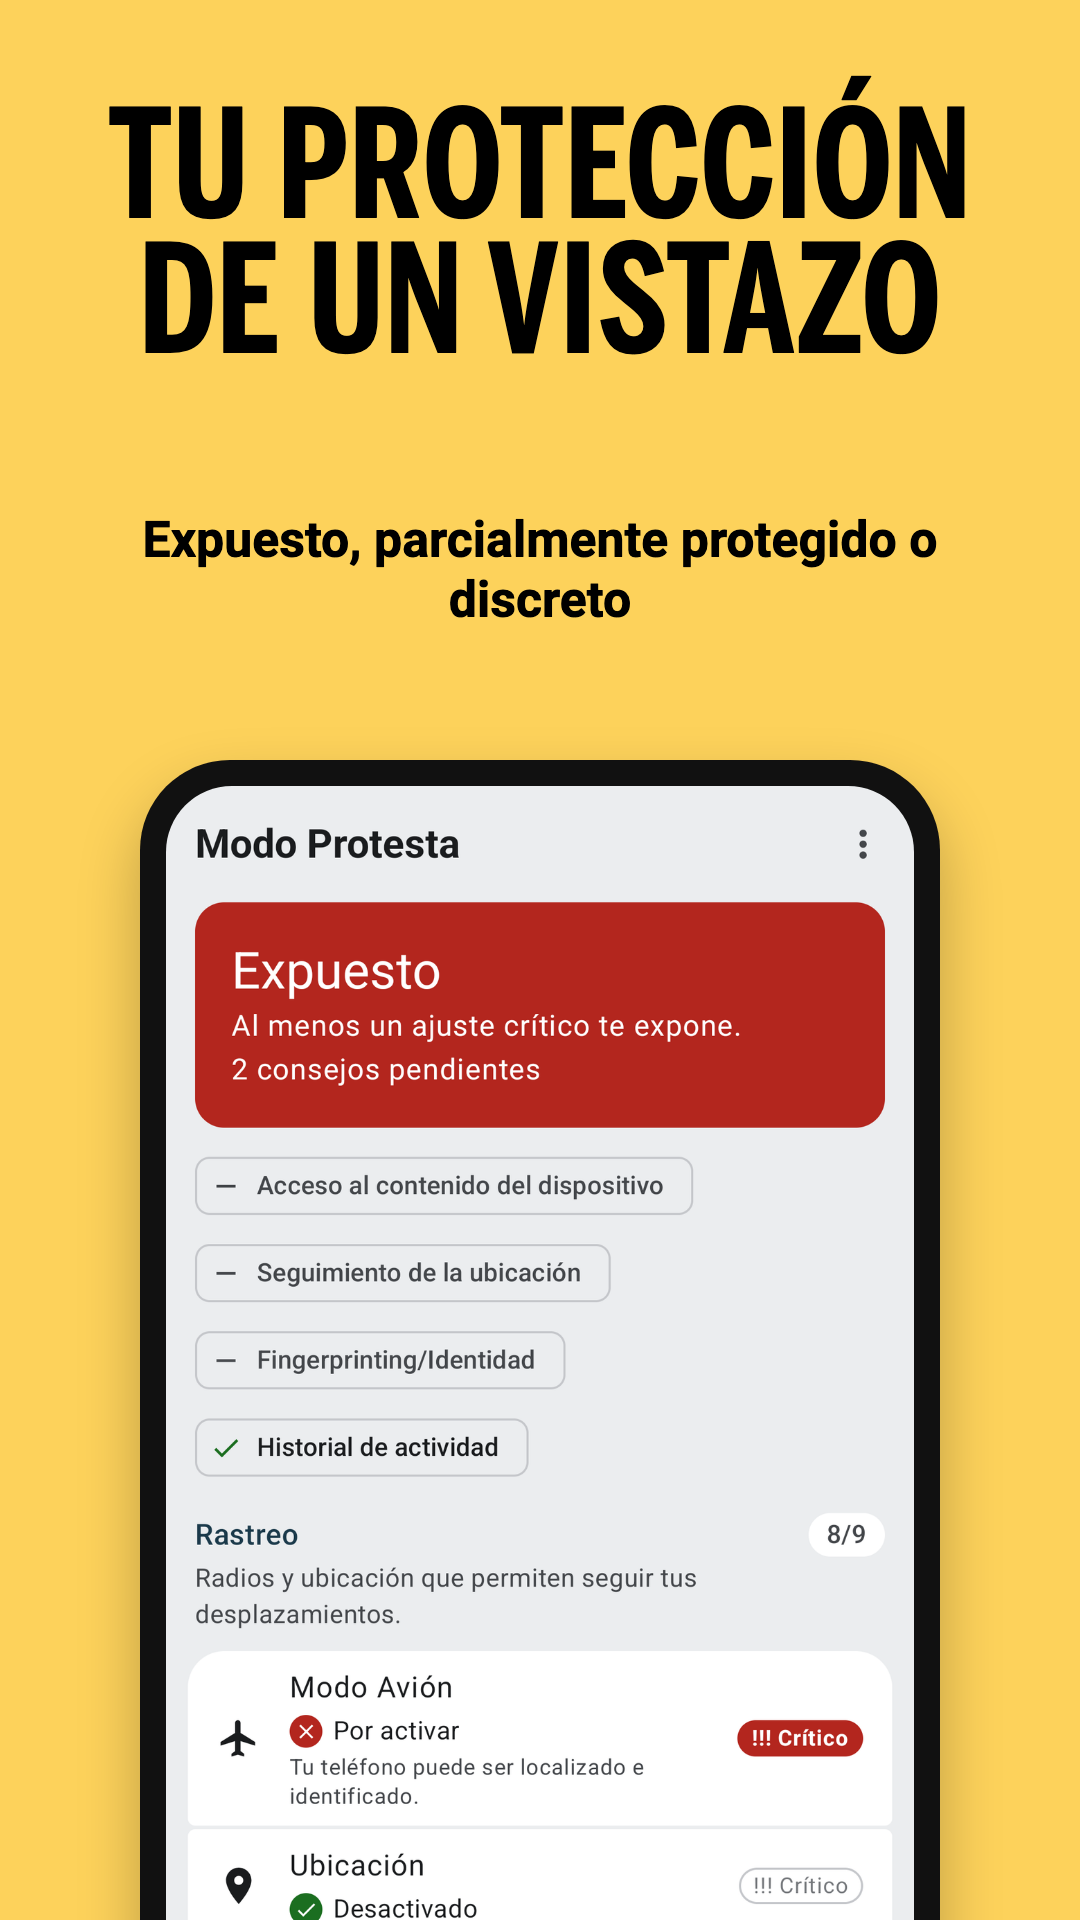 TU PROTECCIÓN
DE UN VISTAZO
Expuesto, parcialmente protegido o
discreto
Modo Protesta
Expuesto
Al menos un ajuste crítico te expone.
2 consejos pendientes
Acceso al contenido del dispositivo
Seguimiento de la ubicación
Fingerprinting/Identidad
Historial de actividad
Rastreo
8/9
Radios y ubicación que permiten seguir tus
desplazamientos.
Modo Avión
Por activar
!!! Crítico
Tu teléfono puede ser localizado e
identificado.
Ubicación
!!! Crítico
Desactivado